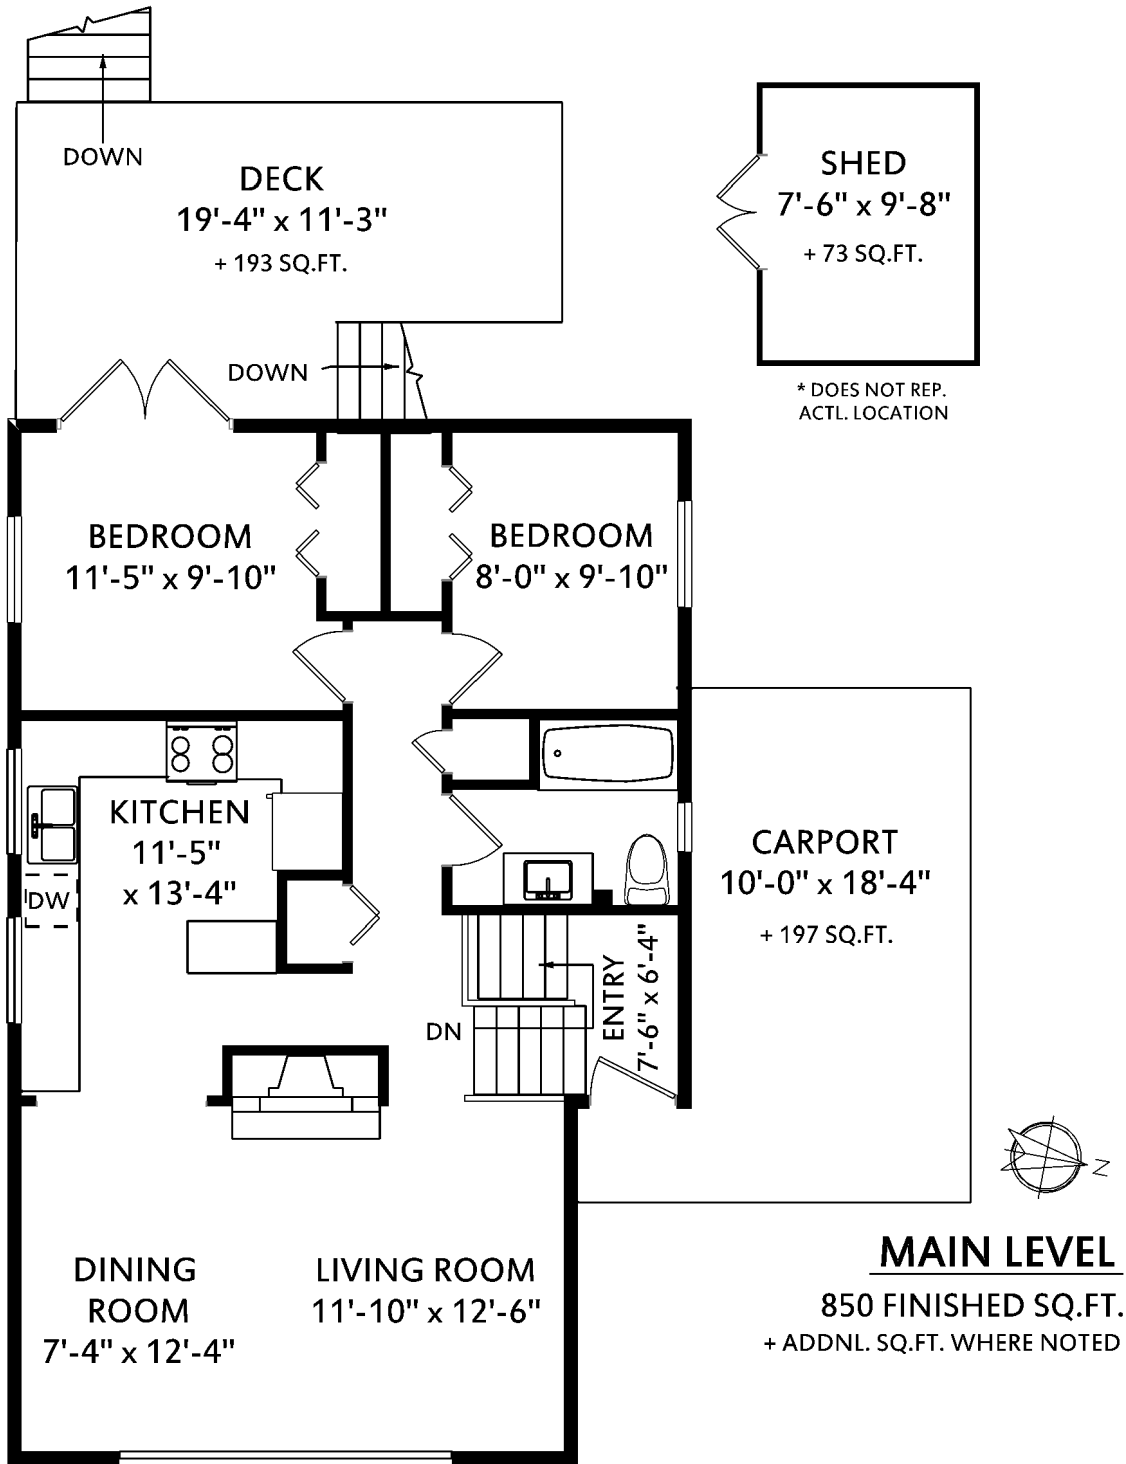 DOWN
DECK
19'-4" x 11'-3"
+ 193 SQ.FT.
DOWN
SHED
7'-6" x 9'-8"
+ 73 SQ.FT.
* DOES NOT REP.
ACTL. LOCATION
BEDROOM
11'-5" x 9'-10"
BEDROOM
8'-0" x 9'-10"
KITCHEN
11'-5"
x 13'-4"
DW
CARPORT
10'-0" x 18'-4"
+ 197 SQ.FT.
ENTRY
7'-6" x 6'-4"
DN
N
DINING
ROOM
7'-4" x 12'-4"
LIVING ROOM
11'-10" x 12'-6"
MAIN LEVEL
850 FINISHED SQ.FT.
+ ADDNL. SQ.FT. WHERE NOTED